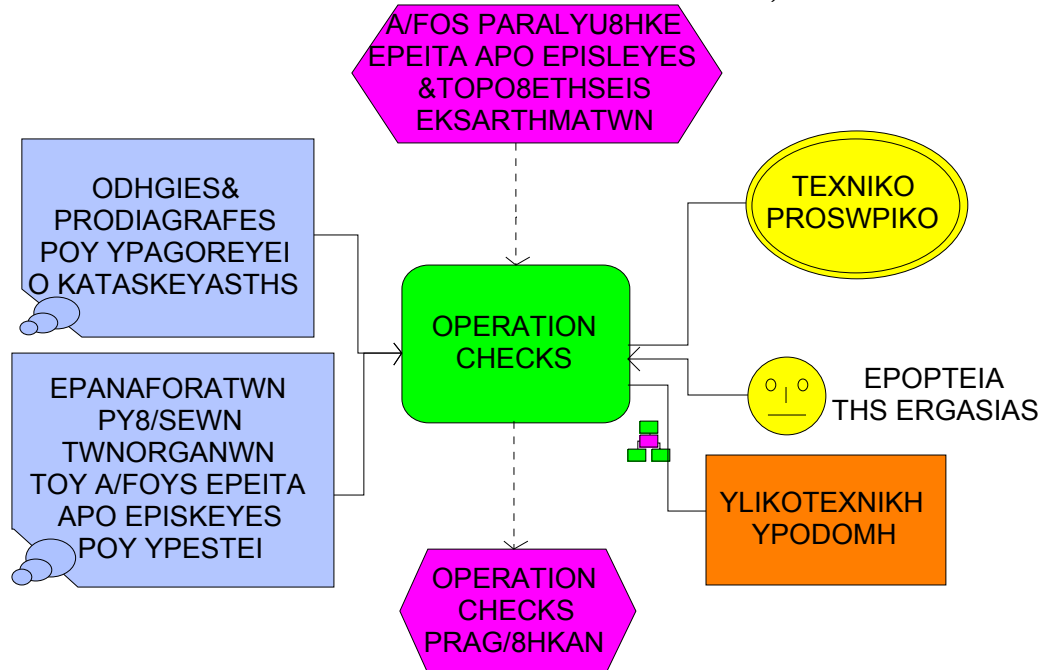 A/FOS PARALYU8HKE
EPEITA APO EPISLEYES
&TOPO8ETHSEIS
EKSARTHMATWN
ODHGIES&
PRODIAGRAFES
POY YPAGOREYEI
O KATASKEYASTHS
TEXNIKO
PROSWPIKO
OPERATION
CHECKS
EPANAFORATWN
PY8/SEWN
TWNORGANWN
TOY A/FOYS EPEITA
APO EPISKEYES
POY YPESTEI
EPOPTEIA
THS ERGASIAS
YLIKOTEXNIKH
YPODOMH
OPERATION
CHECKS
PRAG/8HKAN